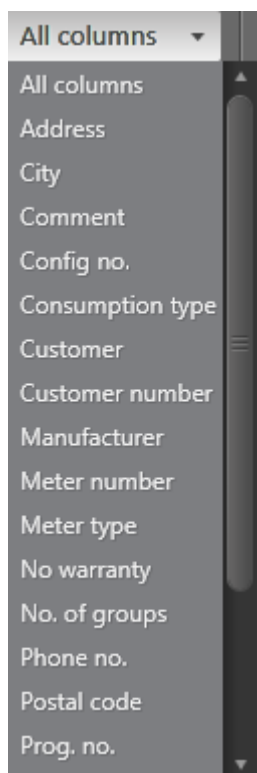 All columns
All columns
Address
City
Comment
Config no.
Consumption type
Customer
Customer number
Manufacturer
Meter number
Meter type
No warranty
No. of groups
Phone no.
Postal code
Prog. no.